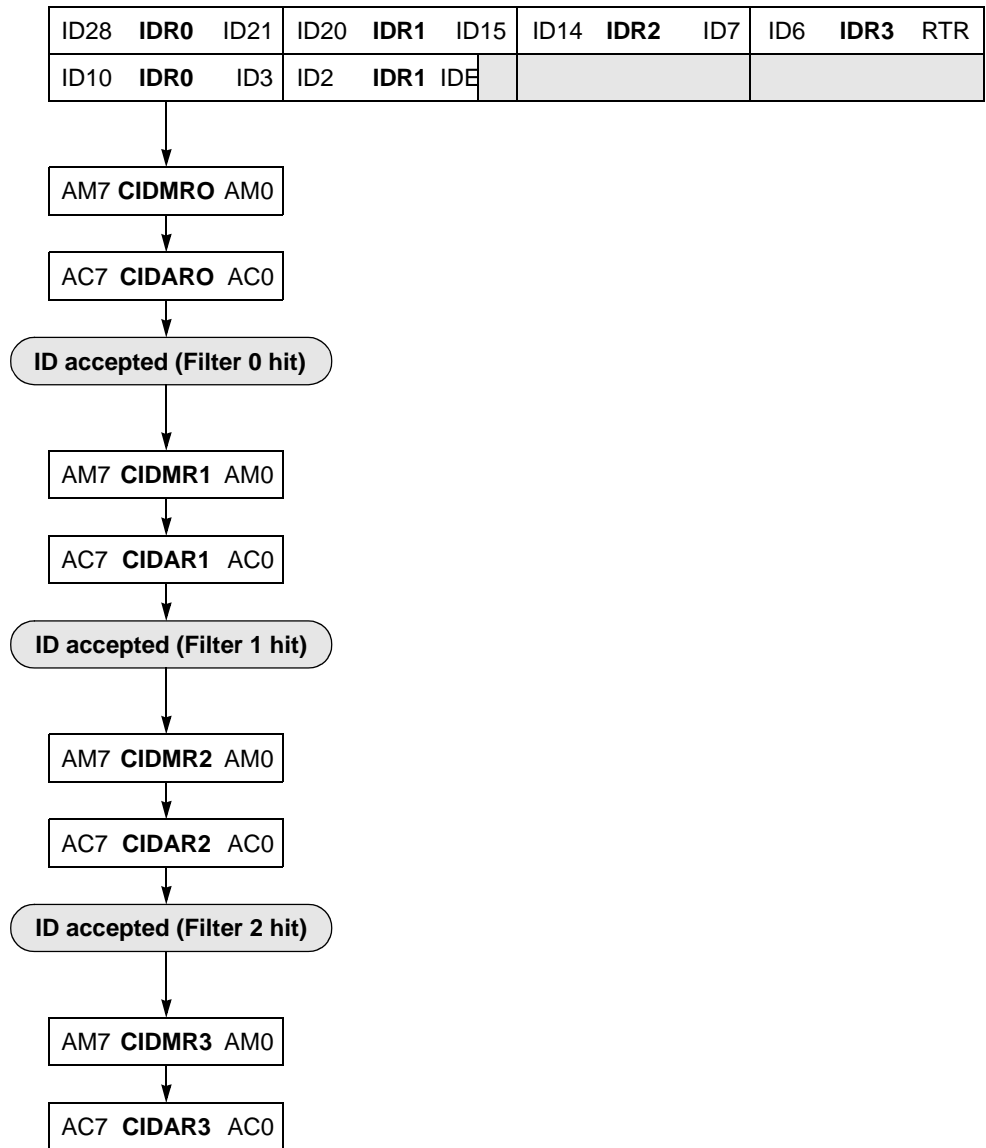 ID28 IDR0 ID21 ID20 IDR1 ID15 ID14 IDR2 ID7 ID6 IDR3 RTR
ID10 IDR0 ID3 ID2 IDR1 IDE
AM7 CIDMRO AM0
AC7 CIDARO AC0
ID accepted (Filter 0 hit)
AM7 CIDMR1 AM0
AC7 CIDAR1 AC0
ID accepted (Filter 1 hit)
AM7 CIDMR2 AM0
AC7 CIDAR2 AC0
ID accepted (Filter 2 hit)
AM7 CIDMR3 AM0
AC7 CIDAR3 AC0